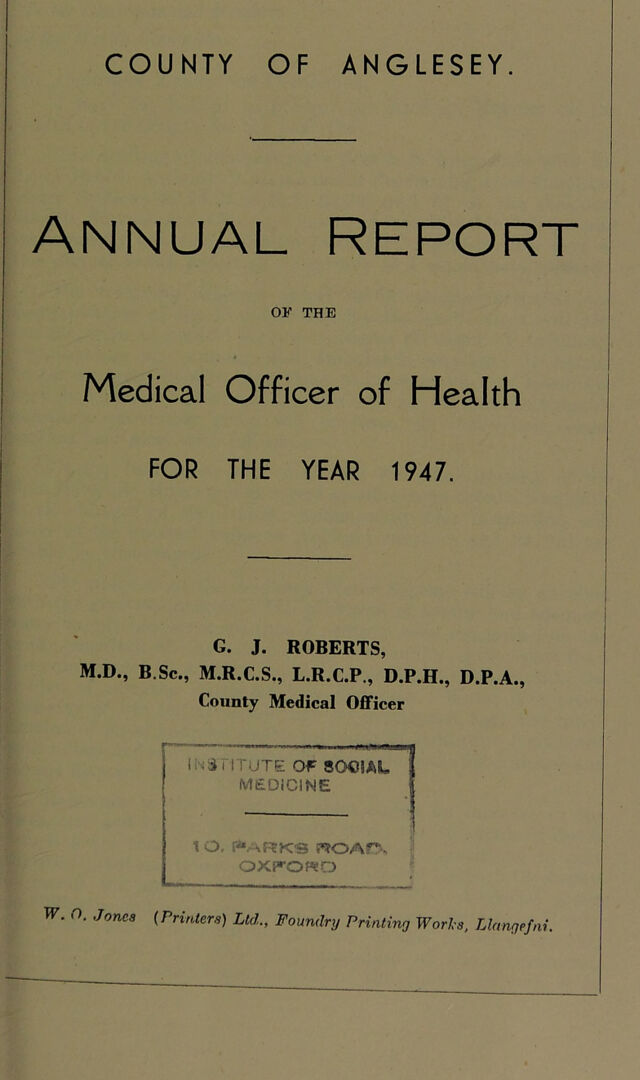 COUNTY OF ANGLESEY.
ANNUAL REPORT
OF THE
Medical Officer of Health
FOR THE YEAR 1947.
G. J. ROBERTS,
M.D., B.Sc., M.R.C.S., L.R.C.P., D.P.H., D.P.A.,
County Medical Officer
INSTITUTE OF SOCIAL
MEDICINE
10, PARKS ROAD,
OXFORD
W. O. Jones (Printers) Ltd., Foundry Printing Works, Llangefni.